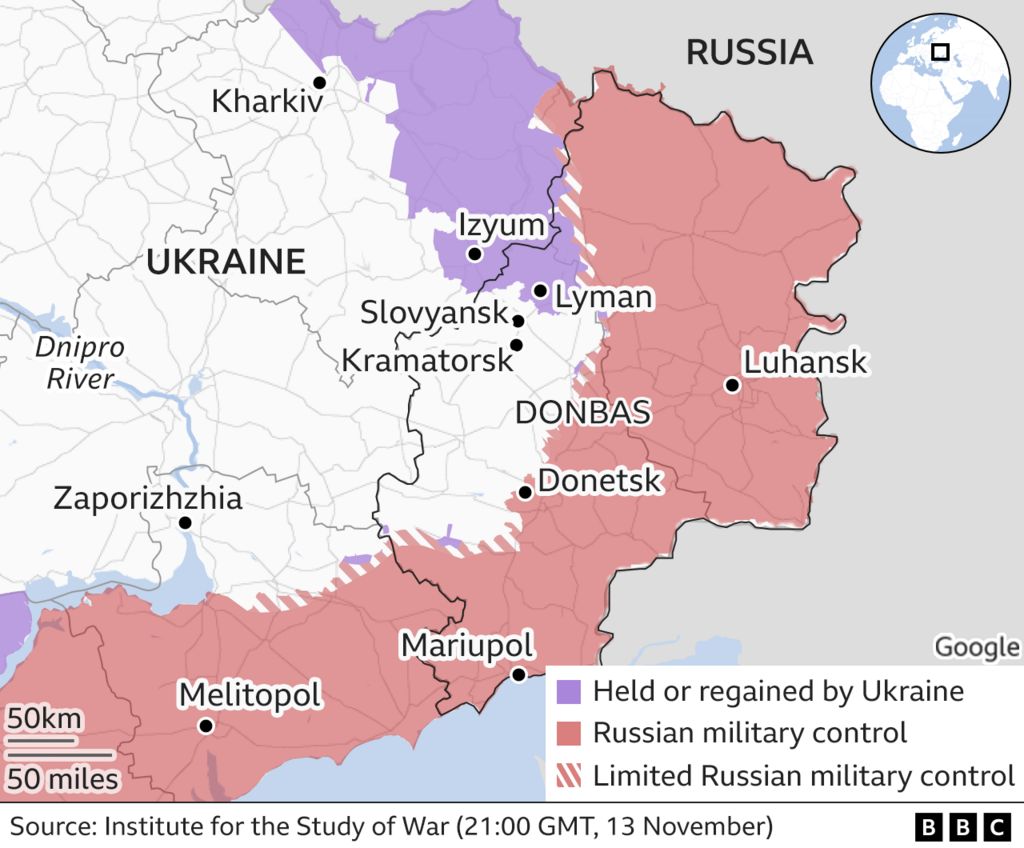 RUSSIA
Kharkiv
Izyum
UKRAINE
Lyman
Slovyansk
Dnipro
River
Kramatorsk
Luhansk
DONBAS
Donetsk
Zaporizhzhia
Mariupol
Google
Melitopol
50km
50 miles
Held or regained by Ukraine
Russian military control
Limited Russian military control
Source: Institute for the Study of War (21:00 GMT, 13 November)
BBC